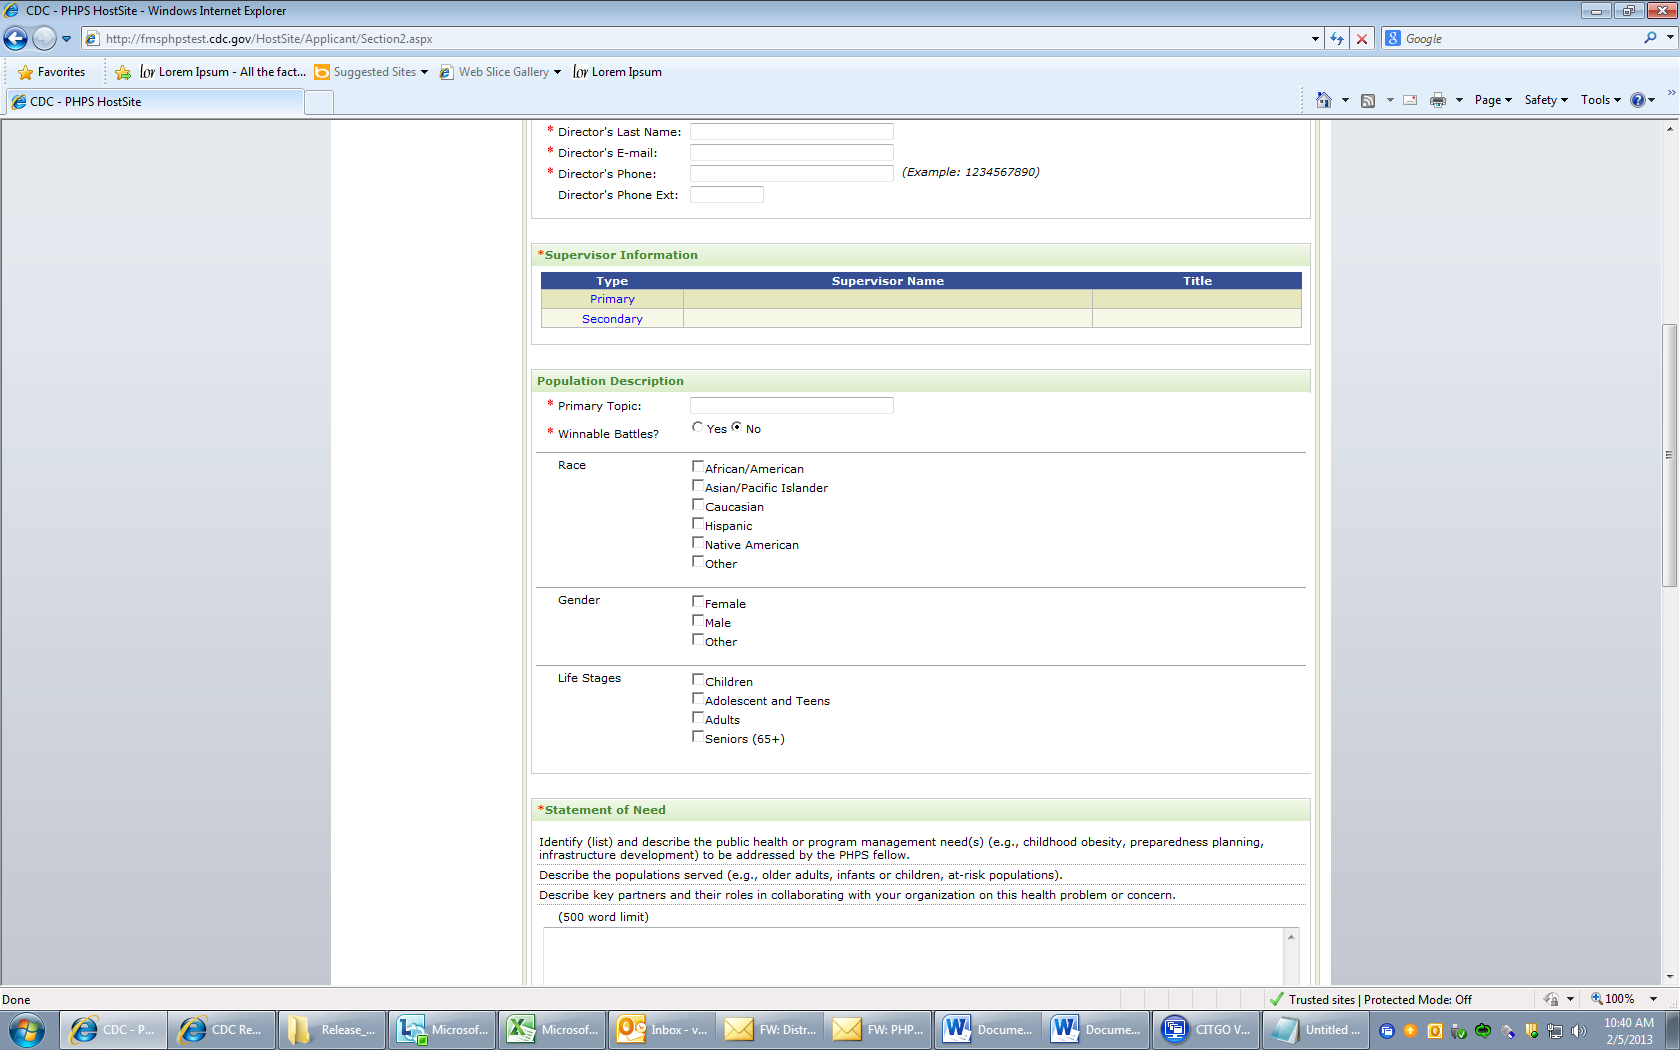 CDC - PHPS HostSite - Windows Internet Explorer
http://fmsphpstest.cdc.gov/HostSite/Applicant/Section2.aspx
Google
Favorites
lor Lorem Ipsum - All the fact...
Suggested Sites
Web Slice Gallery
lor Lorem Ipsum
CDC - PHPS HostSite
Page
Safety
Tools
* Director's Last Name:
* Director's E-mail:
* Director's Phone: (Example: 1234567890)
Director's Phone Ext:
*Supervisor Information
Type Supervisor Name Title
Primary
Secondary
Population Description
* Primary Topic:
* Winnable Battles? Yes No
Race African/American
Asian/Pacific Islander
Caucasian
Hispanic
Native American
Other
Gender Female
Male
Other
Life Stages Children
Adolescent and Teens
Adults
Seniors (65+)
*Statement of Need
Identify (list) and describe the public health or program management need(s) (e.g., childhood obesity, preparedness planning,
infrastructure development) to be addressed by the PHPS fellow.
Describe the populations served (e.g., older adults, infants or children, at-risk populations).
Describe key partners and their roles in collaborating with your organization on this health problem or concern.
(500 word limit)
Done
Trusted sites | Protected Mode: Off
100%
CDC - P...
CDC Re...
Release_...
Microsof...
Microsof...
Inbox - v...
FW: Distr...
FW: PHP...
Docume...
Docume...
CITGO V...
Untitled ...
10:40 AM
2/5/2013